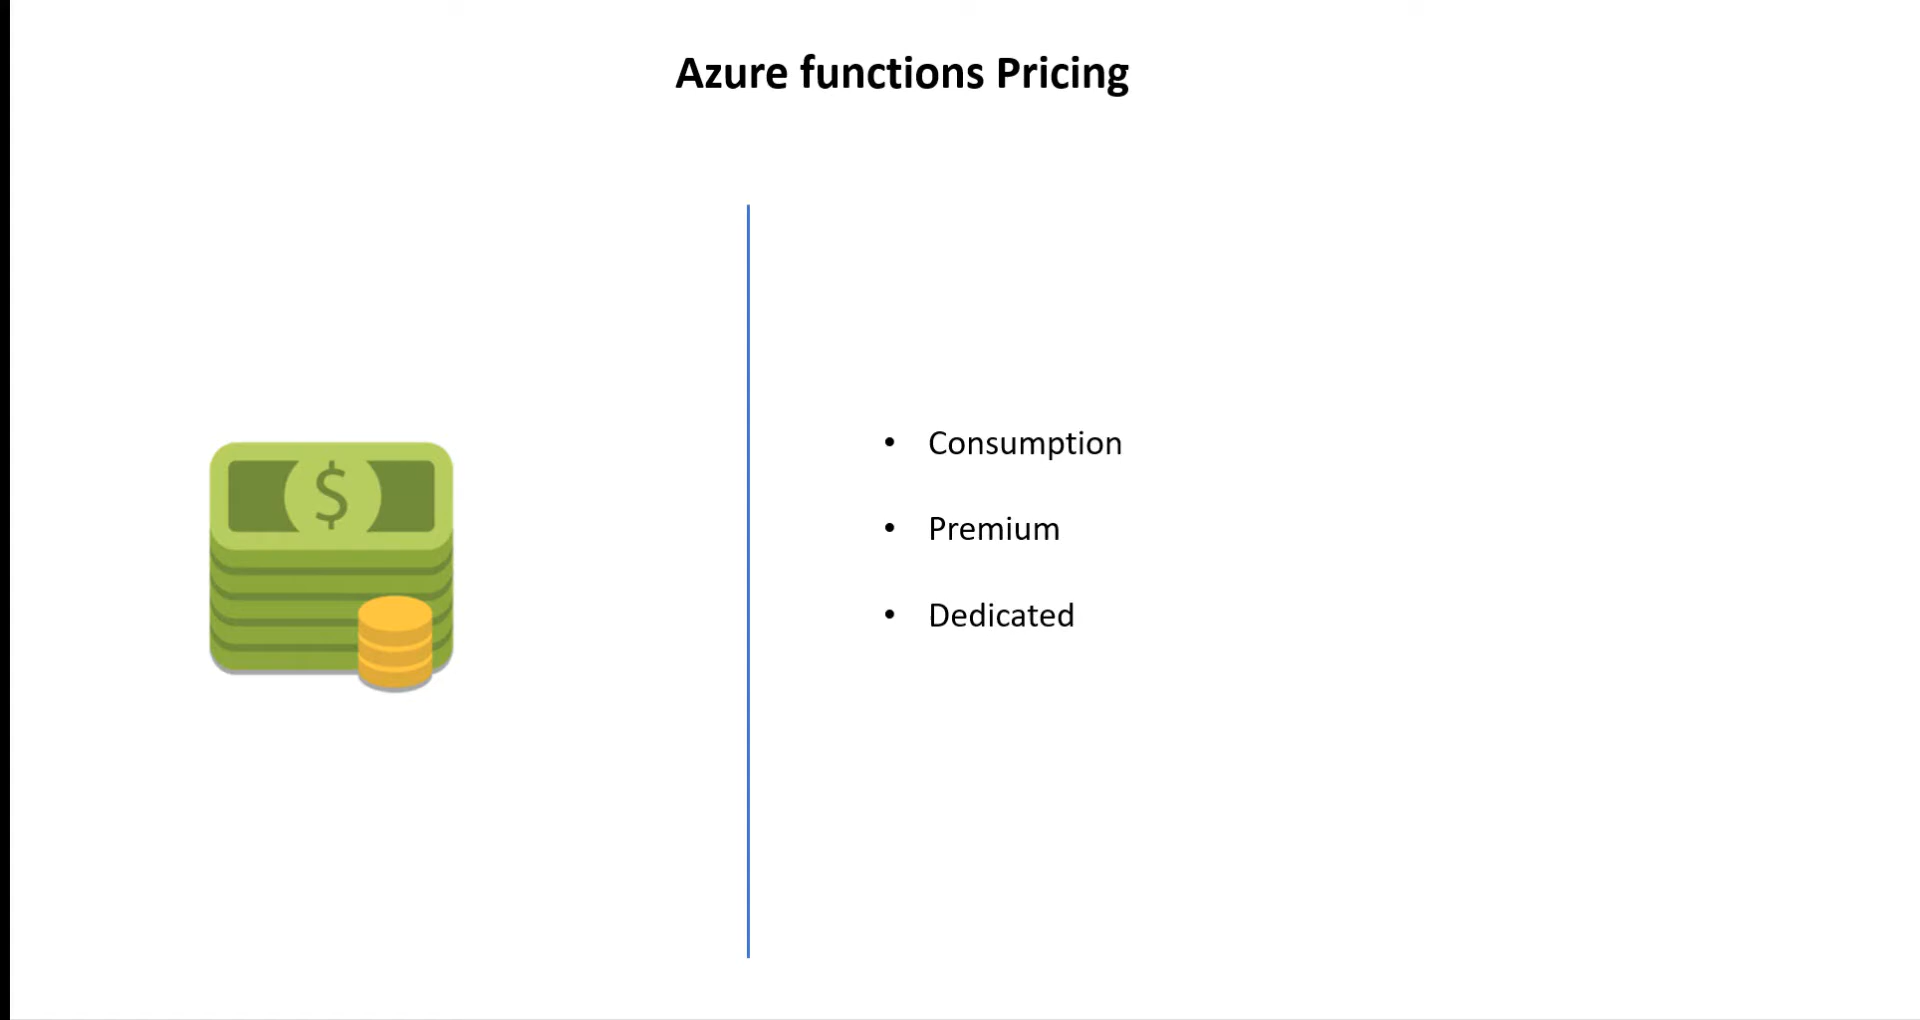 Azure functions Pricing
$
• Consumption
• Premium
• Dedicated